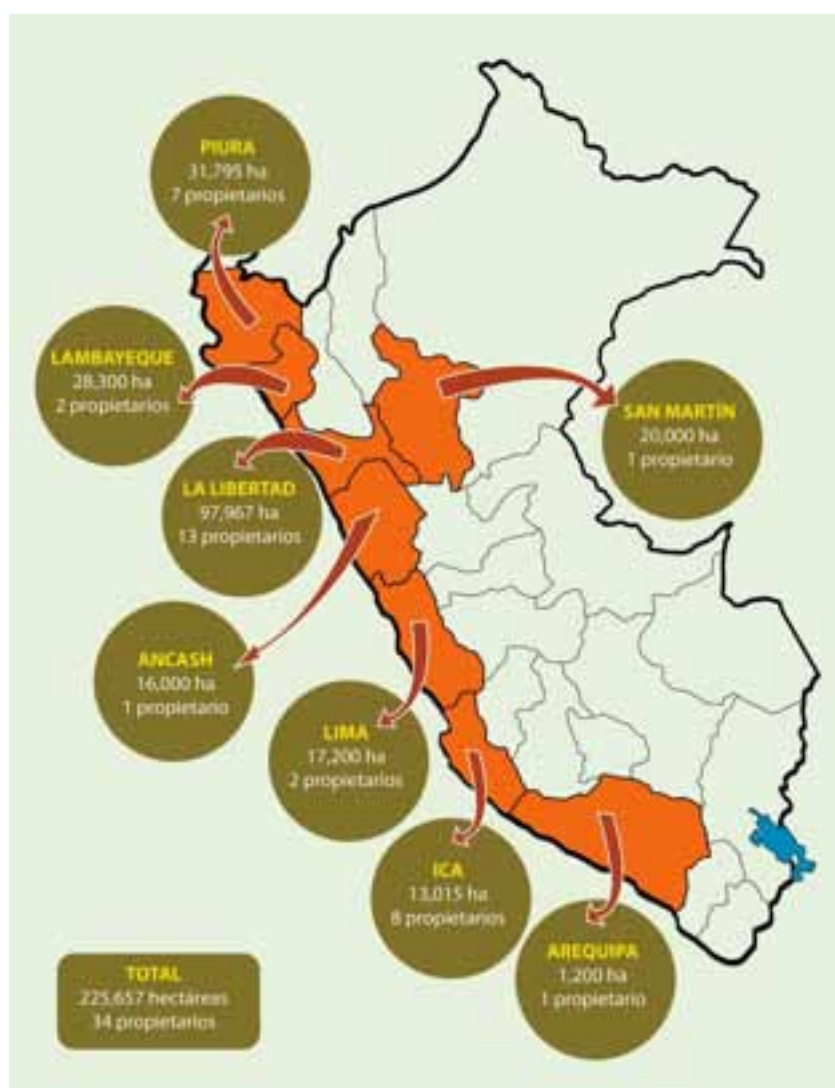 PIURA
31,795 ha
7 propietarios
LAMBAYEQUE
28,300 ha
2 propietarios
SAN MARTÍN
20,000 ha
1 propietario
LA LIBERTAD
97,967 ha
13 propietarios
ANCASH
16,000 ha
1 propietario
LIMA
17,200 ha
2 propietarios
ICA
13,015 ha
8 propietarios
AREQUIPA
1,200 ha
1 propietario
TOTAL
225,657 hectáreas
34 propietarios